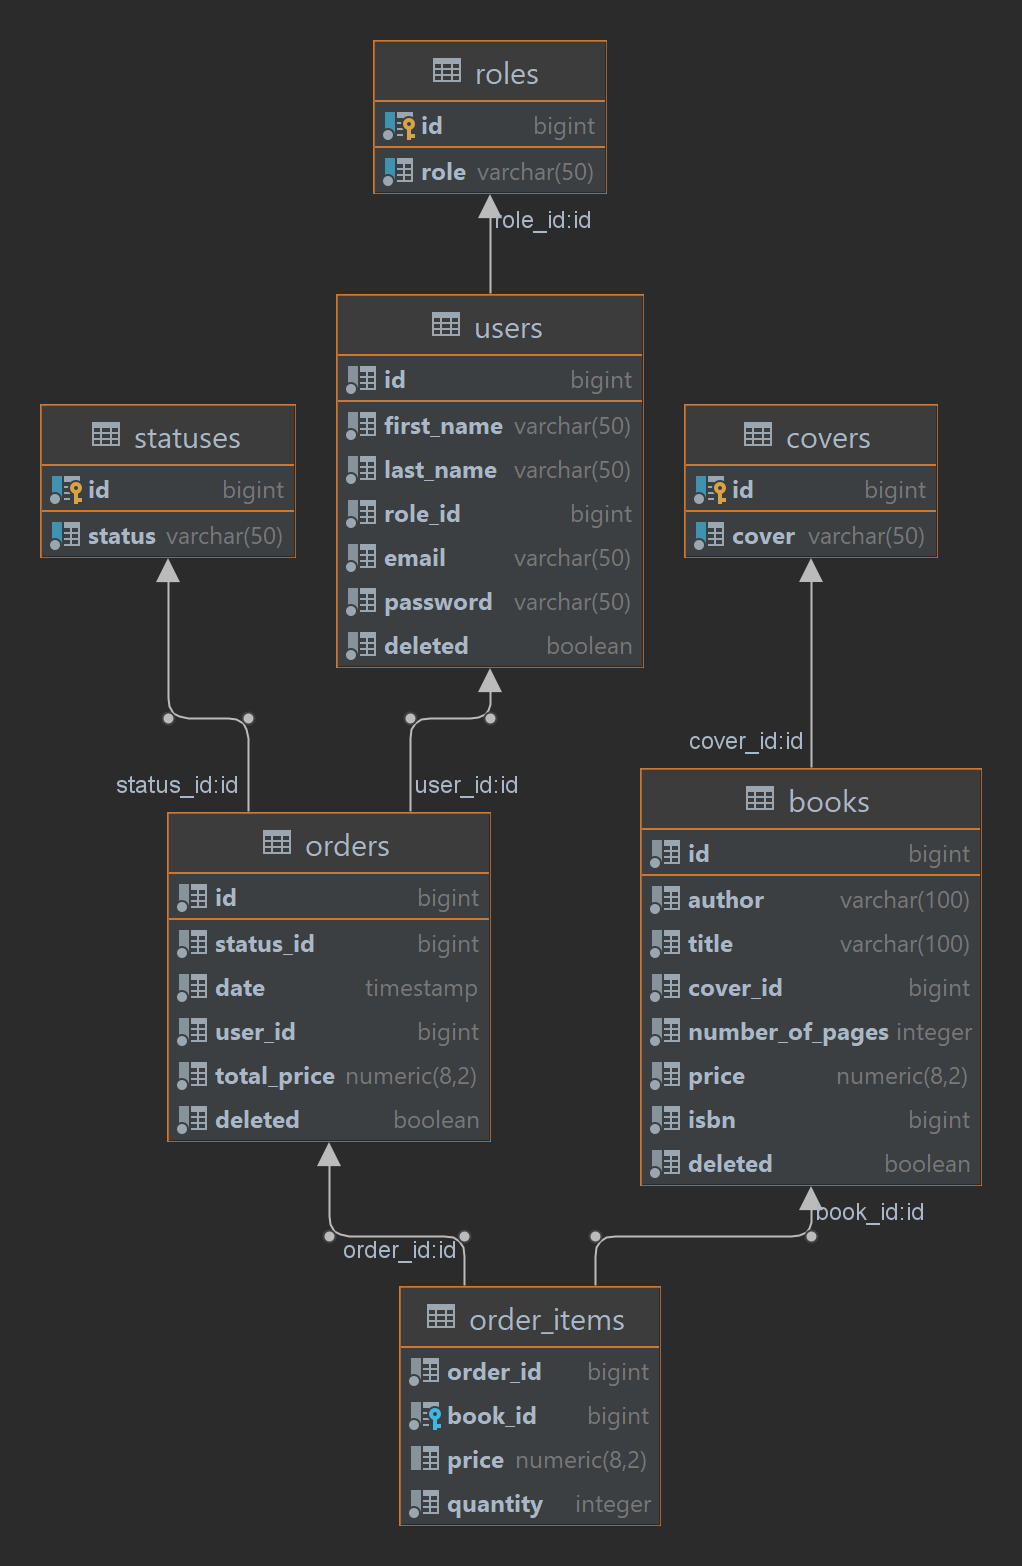 roles
id bigint
role varchar(50)
role_id:id
users
id bigint
first_name varchar(50)
last_name varchar(50)
role_id bigint
email varchar(50)
password varchar(50)
deleted boolean
statuses
id bigint
status varchar(50)
covers
id bigint
cover varchar(50)
status_id:id
user_id:id
cover_id:id
orders
id bigint
status_id bigint
date timestamp
user_id bigint
total_price numeric(8,2)
deleted boolean
books
id bigint
author varchar(100)
title varchar(100)
cover_id bigint
number_of_pages integer
price numeric(8,2)
isbn bigint
deleted boolean
order_id:id
book_id:id
order_items
order_id bigint
book_id bigint
price numeric(8,2)
quantity integer